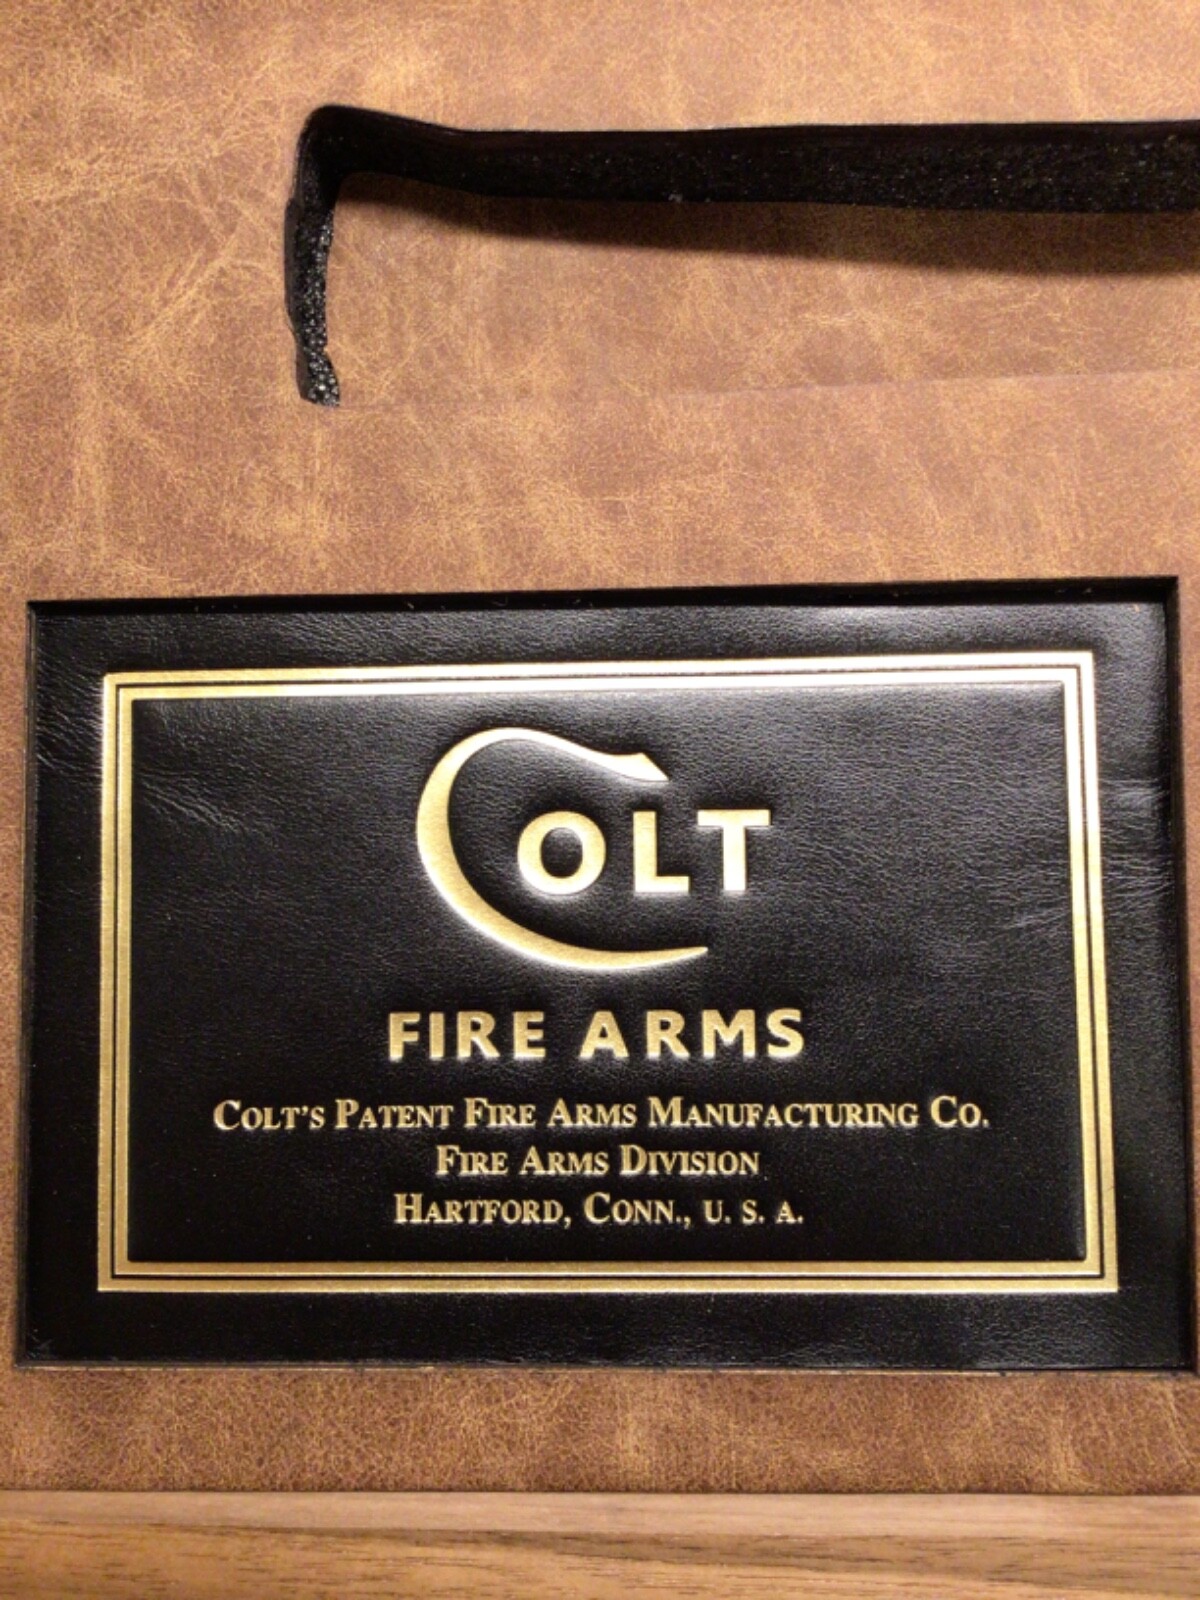 COLT
FIRE ARMS
COLT'S PATENT FIRE ARMS MANUFACTURING CO.
FIRE ARMS DIVISION
HARTFORD, CONN., U. S. A.